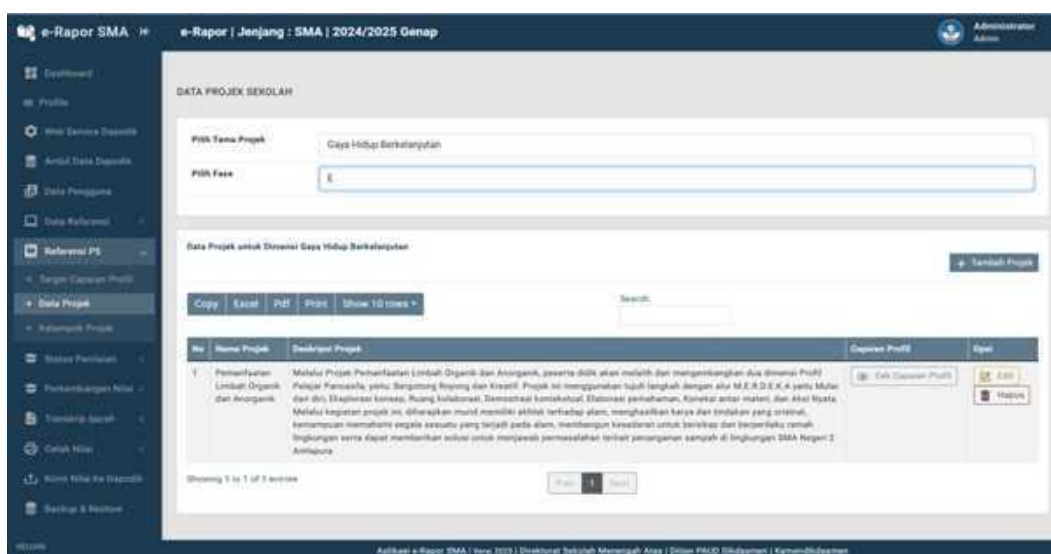 e-Rapor SMA
e-Rapor | Jenjang : SMA | 2024/2025 Genap
Administrator
Admin
Dashboard
Profile
Web Service Dapodik
Ambil Data Dapodik
Data Pengguna
Data Referensi
Referensi P5
Target Capaian Profil
Data Projek
Kelompok Projek
Status Penilaian
Perkembangan Nilai
Transkrip Ijazah
Cetak Nilai
Kirim Nilai Ke Dapodik
Backup & Restore
DATA PROJEK SEKOLAH
Pilih Tema Projek
Gaya Hidup Berkelanjutan
Pilih Fase
E
Data Projek untuk Dimensi Gaya Hidup Berkelanjutan
+ Tambah Projek
Copy Excel Pdf Print Show 10 rows
Search:
No Nama Projek Deskripsi Projek Capaian Profil Opsi
1 Pemanfaatan Limbah Organik dan Anorganik
Melalui Projek Pemanfaatan Limbah Organik dan Anorganik, peserta didik akan melatih dan mengembangkan dua dimensi Profil
Pelajar Pancasila, yaitu: Bergotong Royong dan Kreatif. Projek ini menggunakan tujuh langkah dengan alur M.E.R.D.E.K.A yaitu Mulai
dari diri, Eksplorasi konsep, Ruang kolaborasi, Demostrasi kontekstual, Elaborasi pemahaman, Koneksi antar materi, dan Aksi Nyata.
Melalui kegiatan projek ini, diharapkan murid memiliki akhlak terhadap alam, menghasilkan karya dan tindakan yang orisinal,
kemampuan memahami segala sesuatu yang terjadi pada alam, membangun kesadaran untuk bersikap dan berperilaku ramah
lingkungan serta dapat memberikan solusi untuk menjawab permasalahan terkait penanganan sampah di lingkungan SMA Negeri 2
Amlapura
Cek Capaian Profil
Edit
Hapus
Showing 1 to 1 of 1 entries
Prev 1 Next
Aplikasi e-Rapor SMA | Versi 2025 | Direktorat Sekolah Menengah Atas | Ditjen PAUD Dikdasmen | Kemendikdasmen